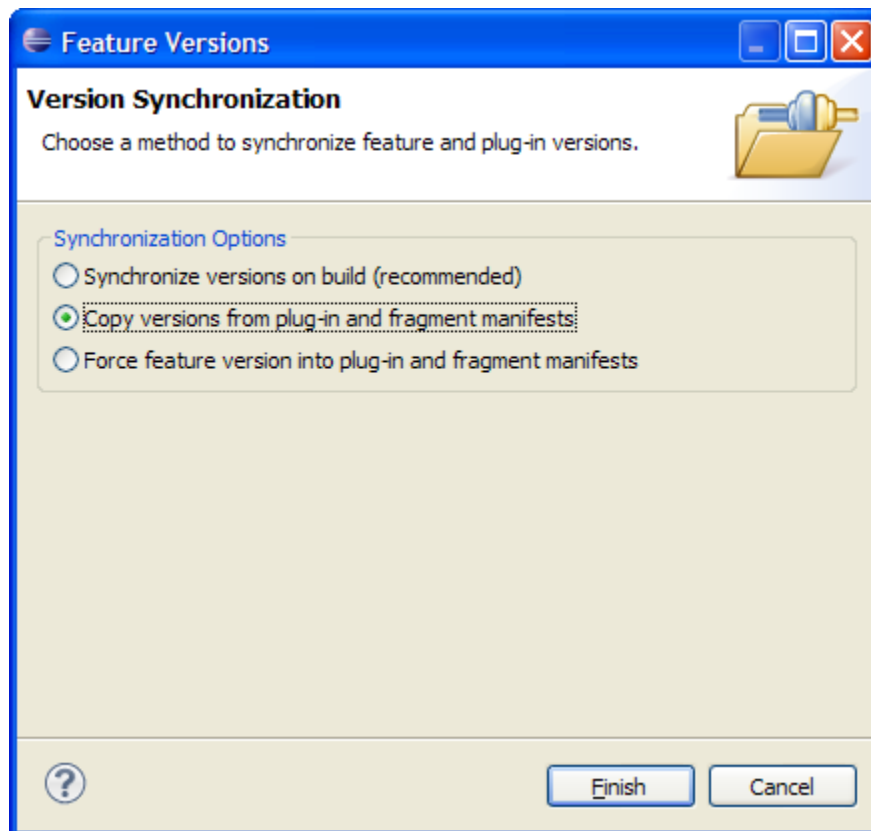 Feature Versions
Version Synchronization
Choose a method to synchronize feature and plug-in versions.
Synchronization Options
Synchronize versions on build (recommended)
Copy versions from plug-in and fragment manifests
Force feature version into plug-in and fragment manifests
?
Finish
Cancel